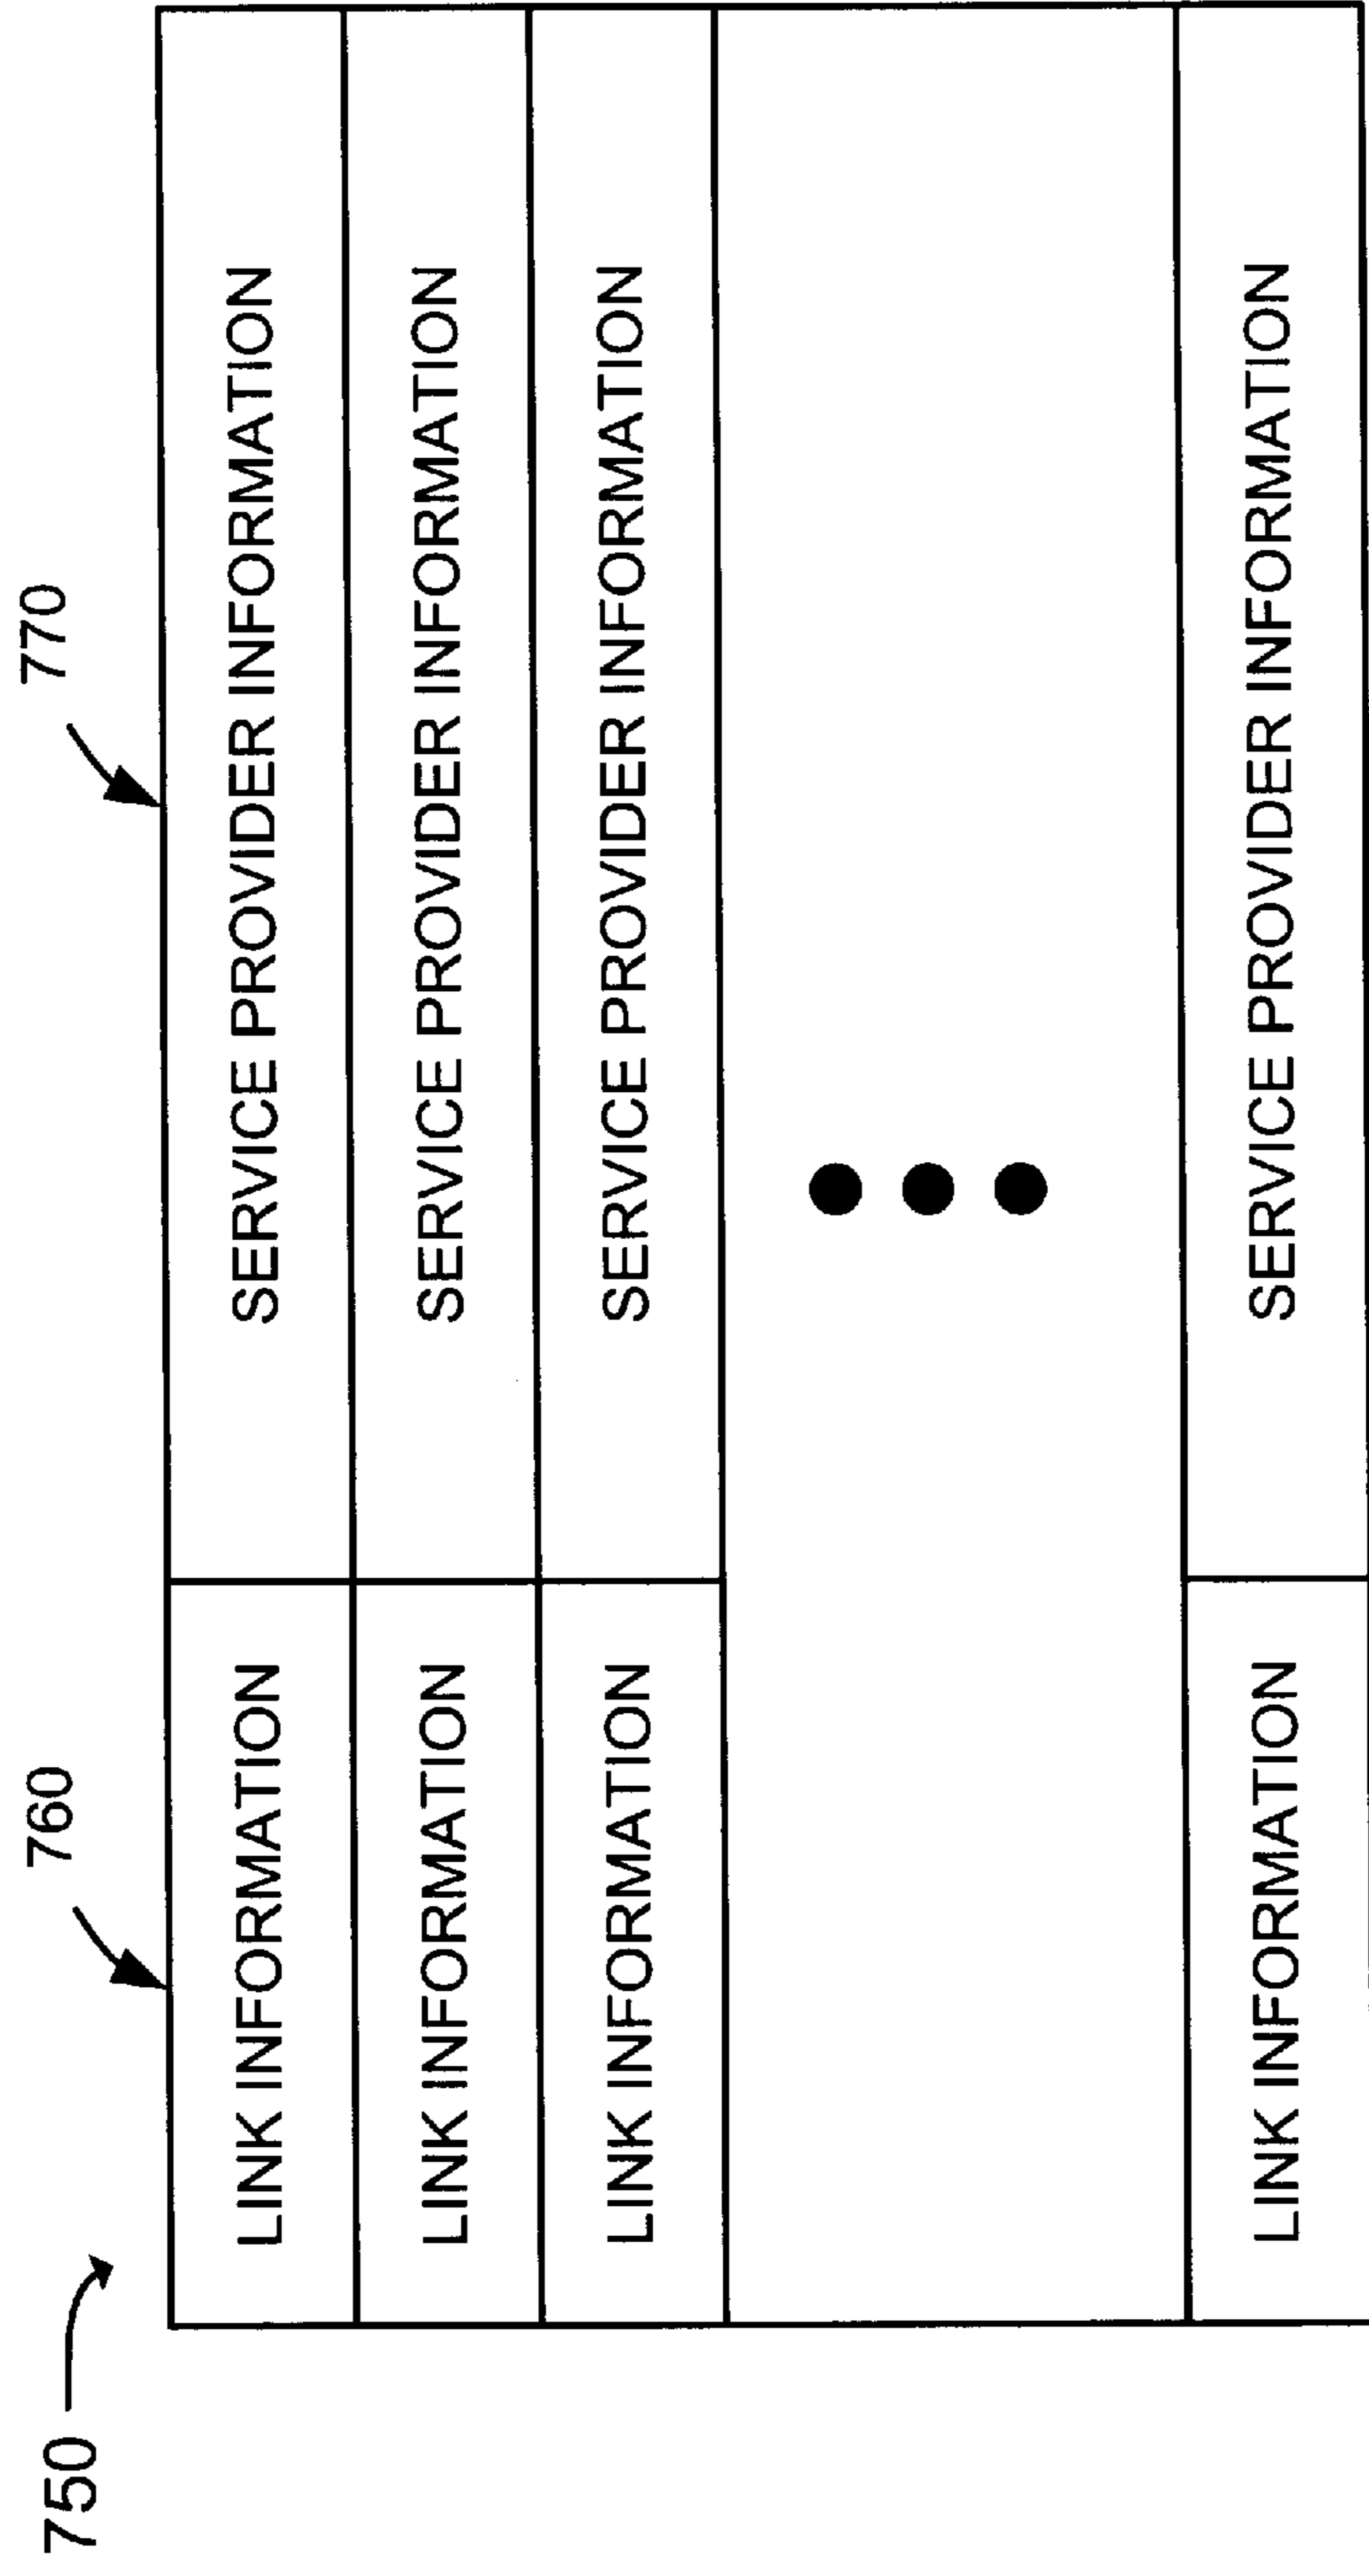 750
760
770
LINK INFORMATION
SERVICE PROVIDER INFORMATION
LINK INFORMATION
SERVICE PROVIDER INFORMATION
LINK INFORMATION
SERVICE PROVIDER INFORMATION
LINK INFORMATION
SERVICE PROVIDER INFORMATION